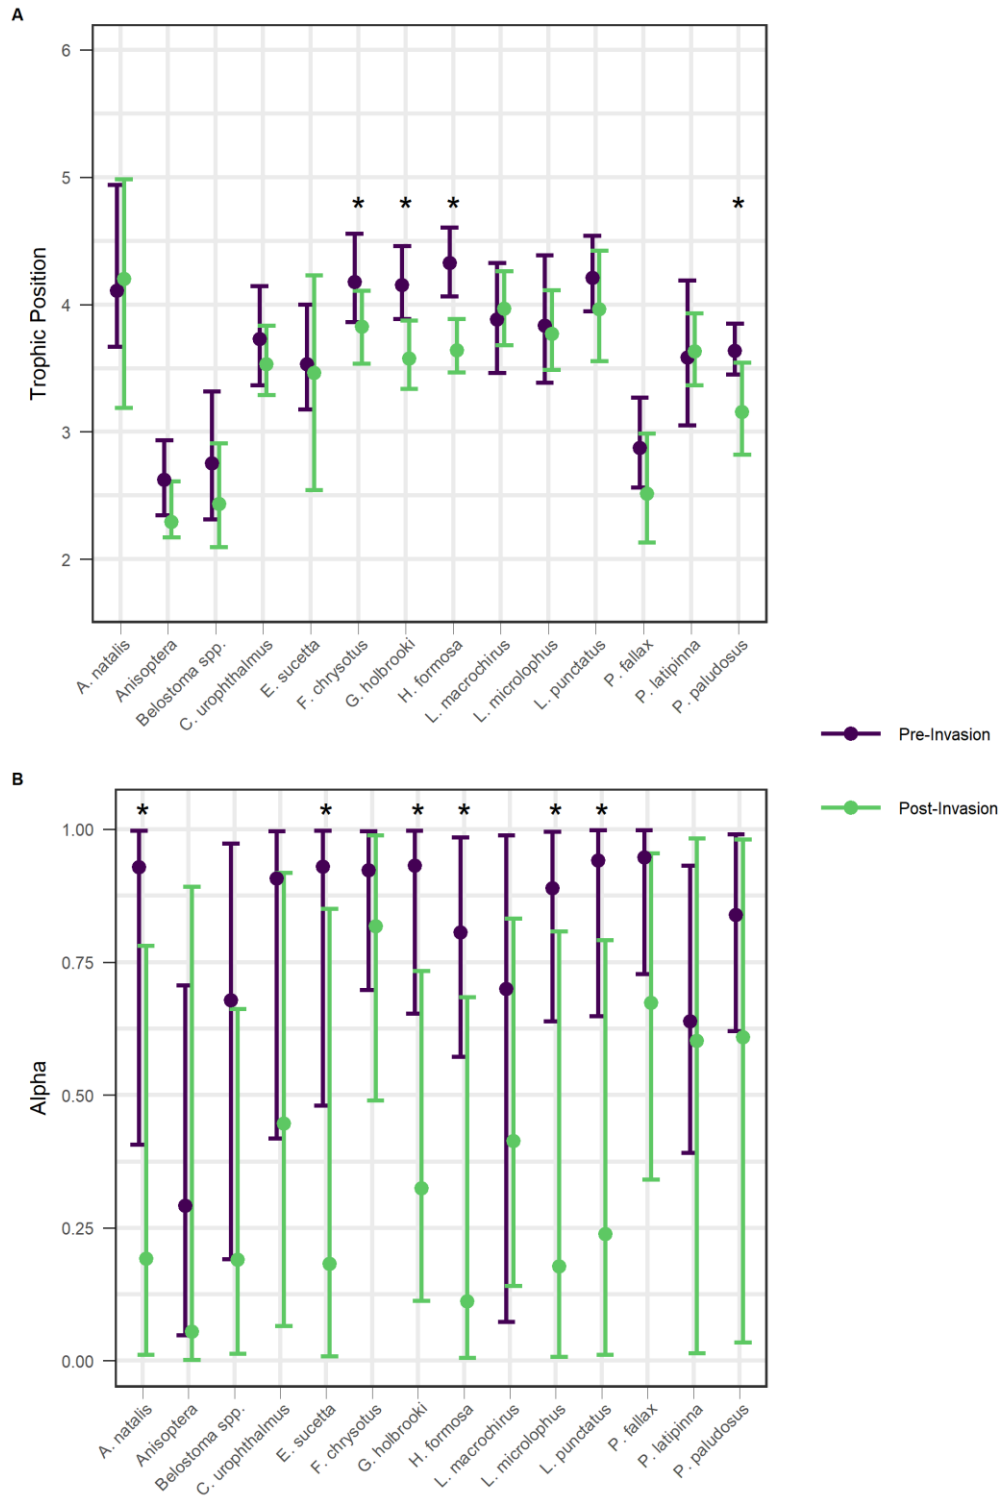 A
6
5
4
3
2
Trophic Position
* * * *
A. natalis
Anisoptera
Belostoma spp.
C. urophthalmus
E. sucetta
F. chrysotus
G. holbrooki
H. formosa
L. macrochirus
L. microlophus
L. punctatus
P. fallax
P. latipinna
P. paludosus
Pre-Invasion
Post-Invasion
B
* * * * * *
1.00
0.75
0.50
0.25
0.00
Alpha
A. natalis
Anisoptera
Belostoma spp.
C. urophthalmus
E. sucetta
F. chrysotus
G. holbrooki
H. formosa
L. macrochirus
L. microlophus
L. punctatus
P. fallax
P. latipinna
P. paludosus